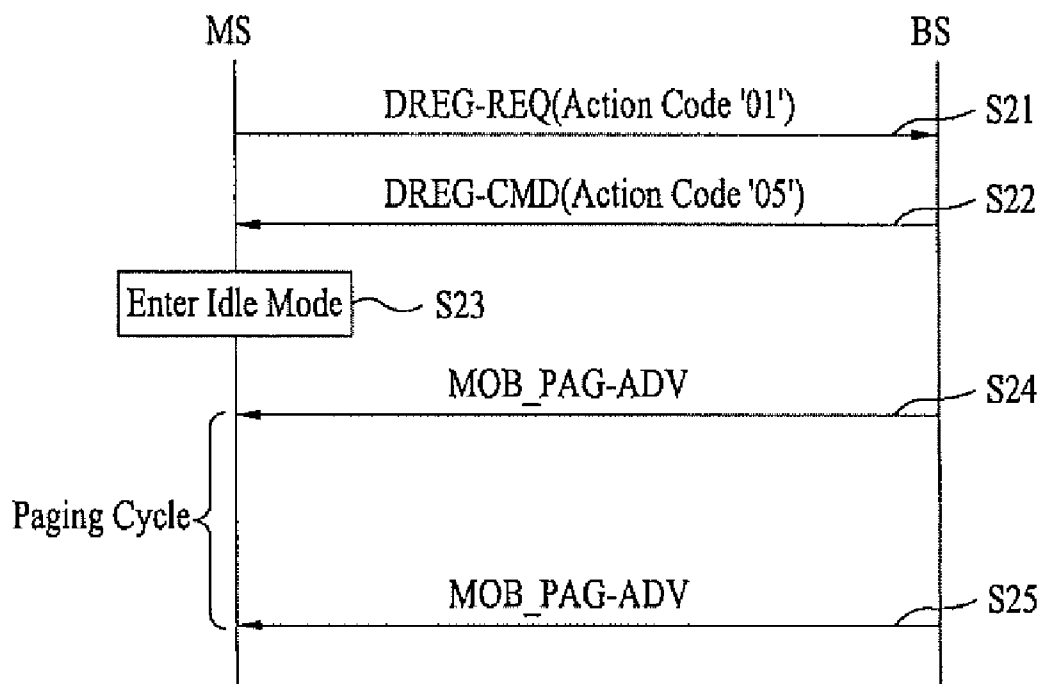 MS
BS
DREG-REQ(Action Code '01')
S21
DREG-CMD(Action Code '05')
S22
Enter Idle Mode
S23
MOB_PAG-ADV
S24
Paging Cycle
MOB_PAG-ADV
S25